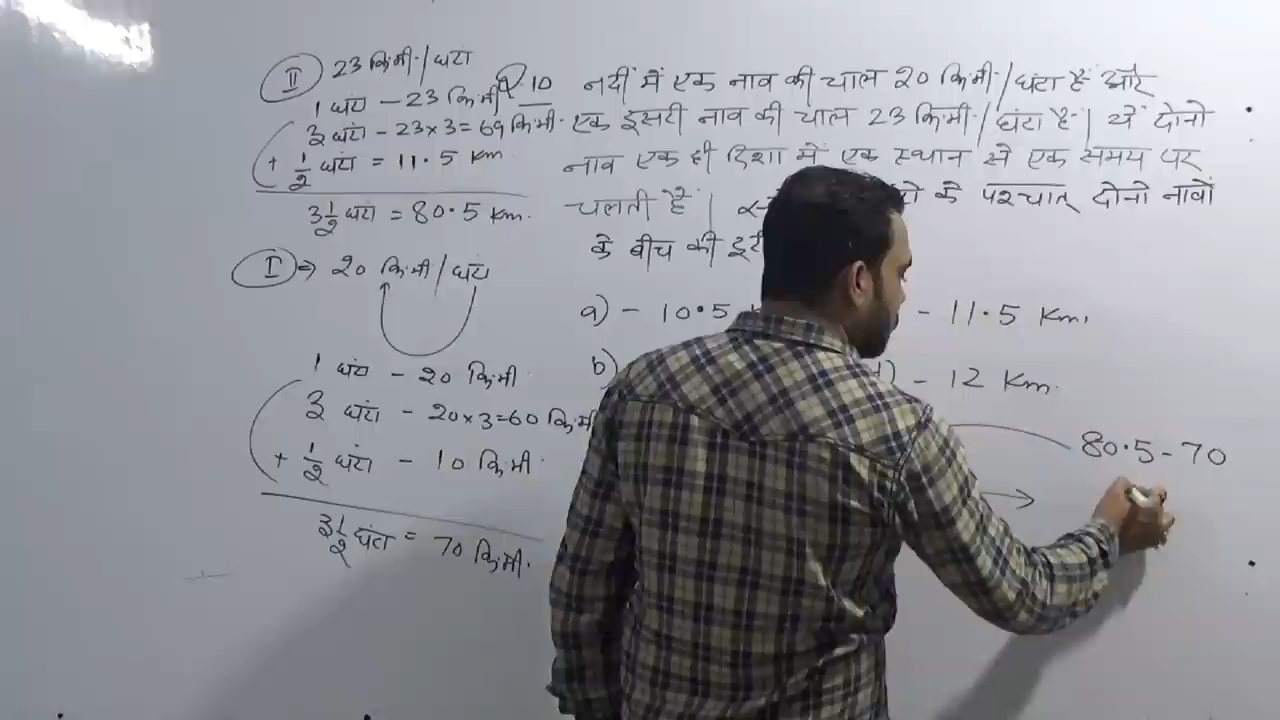 II 23 कि.मी./घंटा
1 घंटा - 23 कि.मी.
3 घंटा - 23×3=69 कि.मी.
+ 1/2 घंटा = 11.5 Km
3 1/2 घंटा = 80.5 Km.
I ⇒ 20 कि.मी/घंटा
1 घंटा - 20 कि.मी
3 घंटा - 20×3=60 कि.मी
+ 1/2 घंटा - 10 कि.मी.
3 1/2 घंटा = 70 कि.मी.
Q 10 नदी में एक नाव की चाल 20 कि.मी./घंटा है और
एक दूसरी नाव की चाल 23 कि.मी./घंटा है | ये दोनो
नाव एक ही दिशा में एक स्थान से एक समय पर
चलती है | के पश्चात् दोनो नावों
के बीच की
a) - 10.5
- 11.5 Km.
b)
- 12 Km.
80.5-70